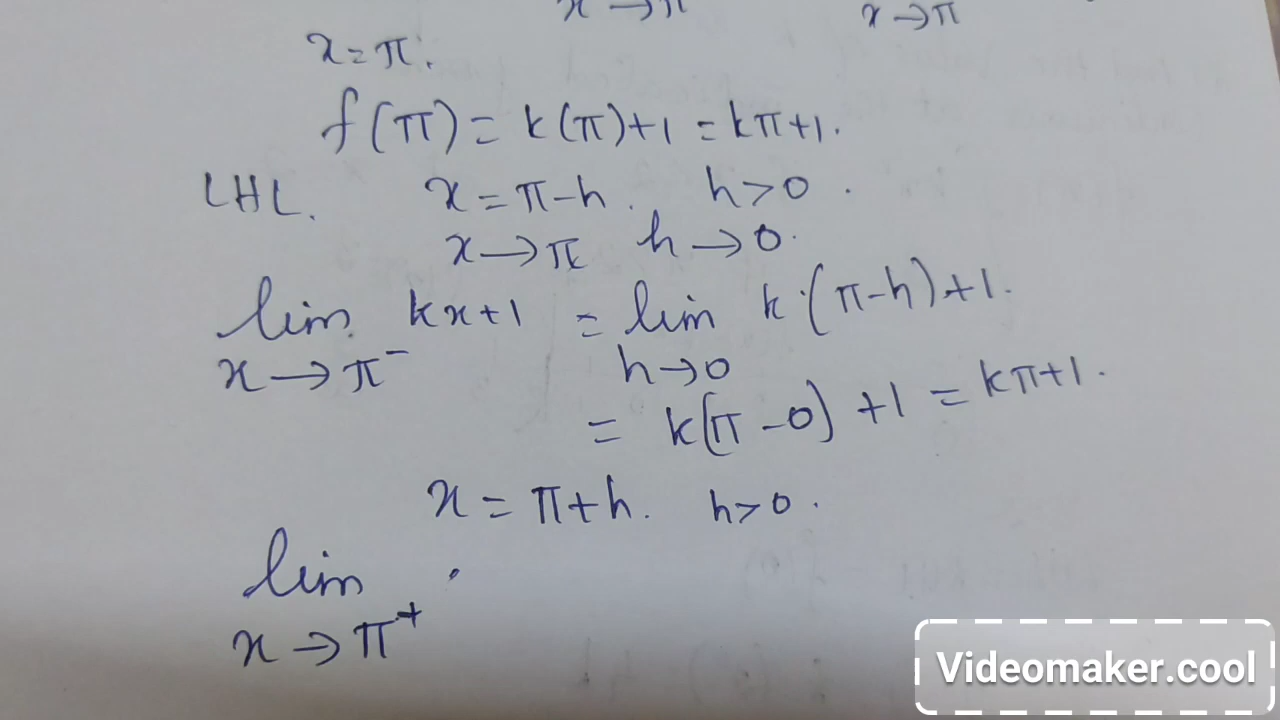 x → π x → π
x = π.
f(π) = k(π)+1 = kπ+1.
LHL. x = π-h. h>0.
x → π h → 0.
lim kx+1 = lim k.(π-h)+1.
x → π⁻ h → 0
= k(π-0)+1 = kπ+1.
x = π+h. h>0.
lim
x → π⁺
Videomaker.cool